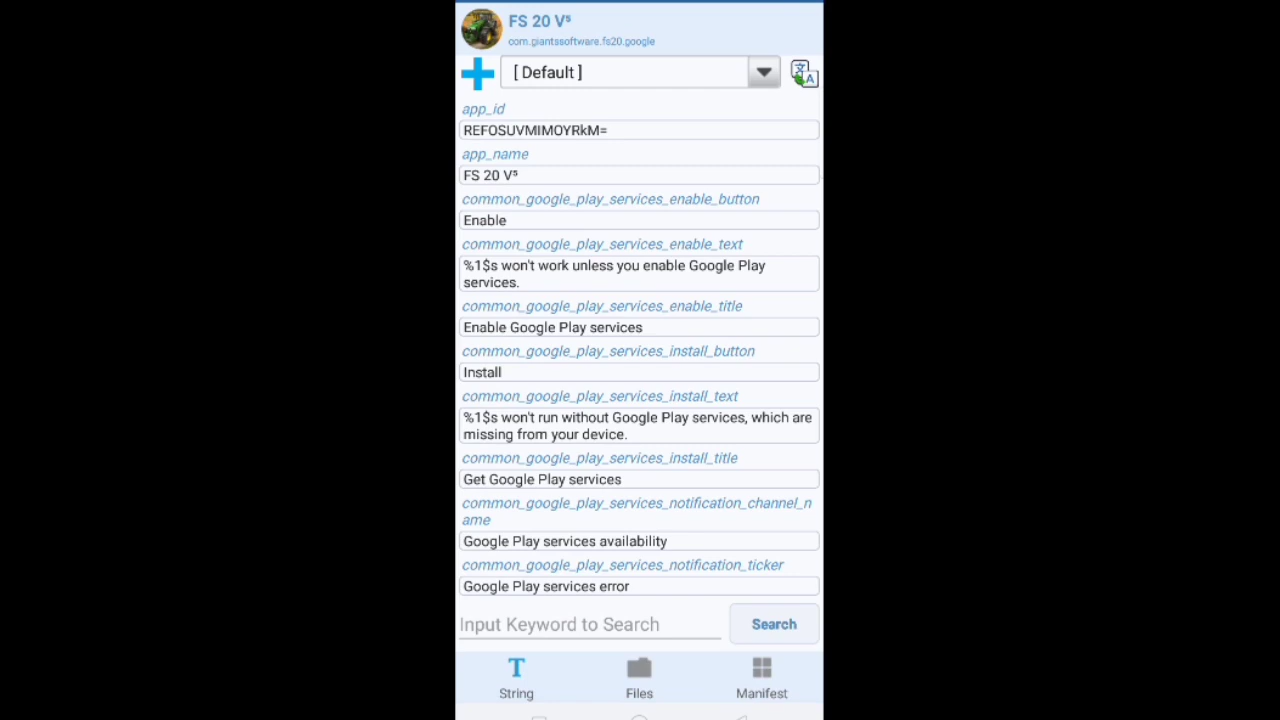 FS 20 V⁵
com.giantssoftware.fs20.google
[ Default ]
app_id
REFOSUVMIMOYRkM=
app_name
FS 20 V⁵
common_google_play_services_enable_button
Enable
common_google_play_services_enable_text
%1$s won't work unless you enable Google Play
services.
common_google_play_services_enable_title
Enable Google Play services
common_google_play_services_install_button
Install
common_google_play_services_install_text
%1$s won't run without Google Play services, which are
missing from your device.
common_google_play_services_install_title
Get Google Play services
common_google_play_services_notification_channel_n
ame
Google Play services availability
common_google_play_services_notification_ticker
Google Play services error
Input Keyword to Search
Search
String
Files
Manifest